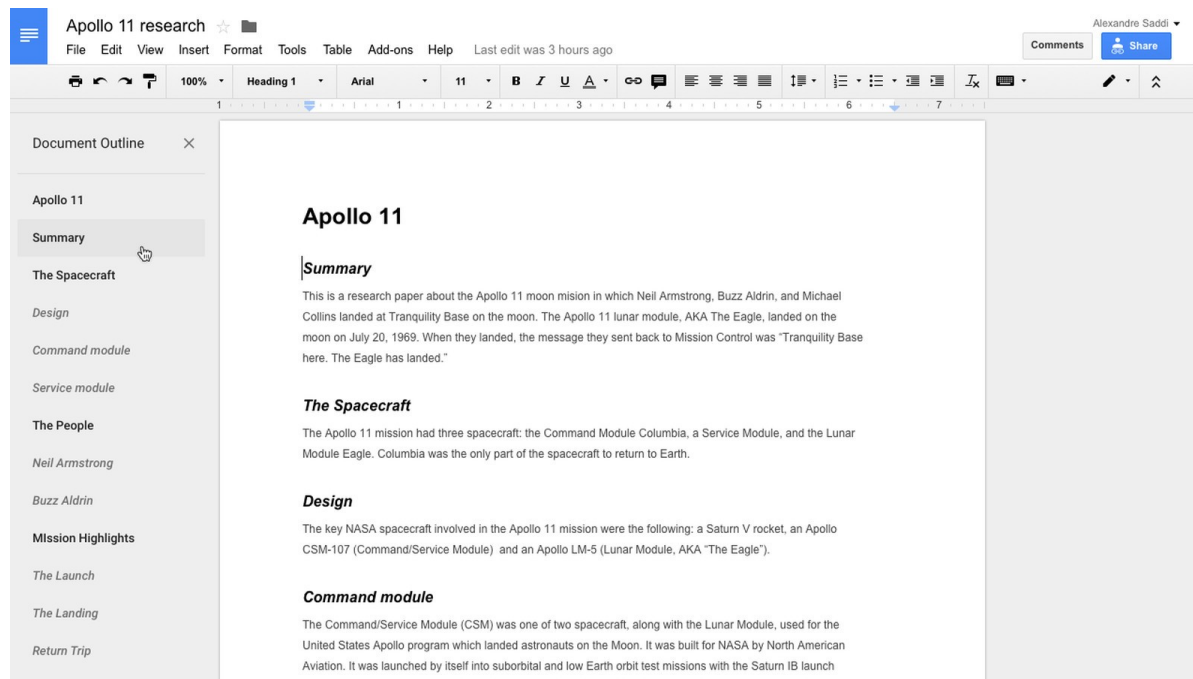 Apollo 11 research
Alexandre Saddi
File Edit View Insert Format Tools Table Add-ons Help Last edit was 3 hours ago
Comments
Share
100% Heading 1 Arial 11 B I U A
1 1 2 3 4 5 6 7
Document Outline
Apollo 11
Summary
The Spacecraft
Design
Command module
Service module
The People
Neil Armstrong
Buzz Aldrin
MIssion Highlights
The Launch
The Landing
Return Trip
Apollo 11
Summary
This is a research paper about the Apollo 11 moon mision in which Neil Armstrong, Buzz Aldrin, and Michael
Collins landed at Tranquility Base on the moon. The Apollo 11 lunar module, AKA The Eagle, landed on the
moon on July 20, 1969. When they landed, the message they sent back to Mission Control was “Tranquility Base
here. The Eagle has landed.”
The Spacecraft
The Apollo 11 mission had three spacecraft: the Command Module Columbia, a Service Module, and the Lunar
Module Eagle. Columbia was the only part of the spacecraft to return to Earth.
Design
The key NASA spacecraft involved in the Apollo 11 mission were the following: a Saturn V rocket, an Apollo
CSM-107 (Command/Service Module) and an Apollo LM-5 (Lunar Module, AKA “The Eagle”).
Command module
The Command/Service Module (CSM) was one of two spacecraft, along with the Lunar Module, used for the
United States Apollo program which landed astronauts on the Moon. It was built for NASA by North American
Aviation. It was launched by itself into suborbital and low Earth orbit test missions with the Saturn IB launch